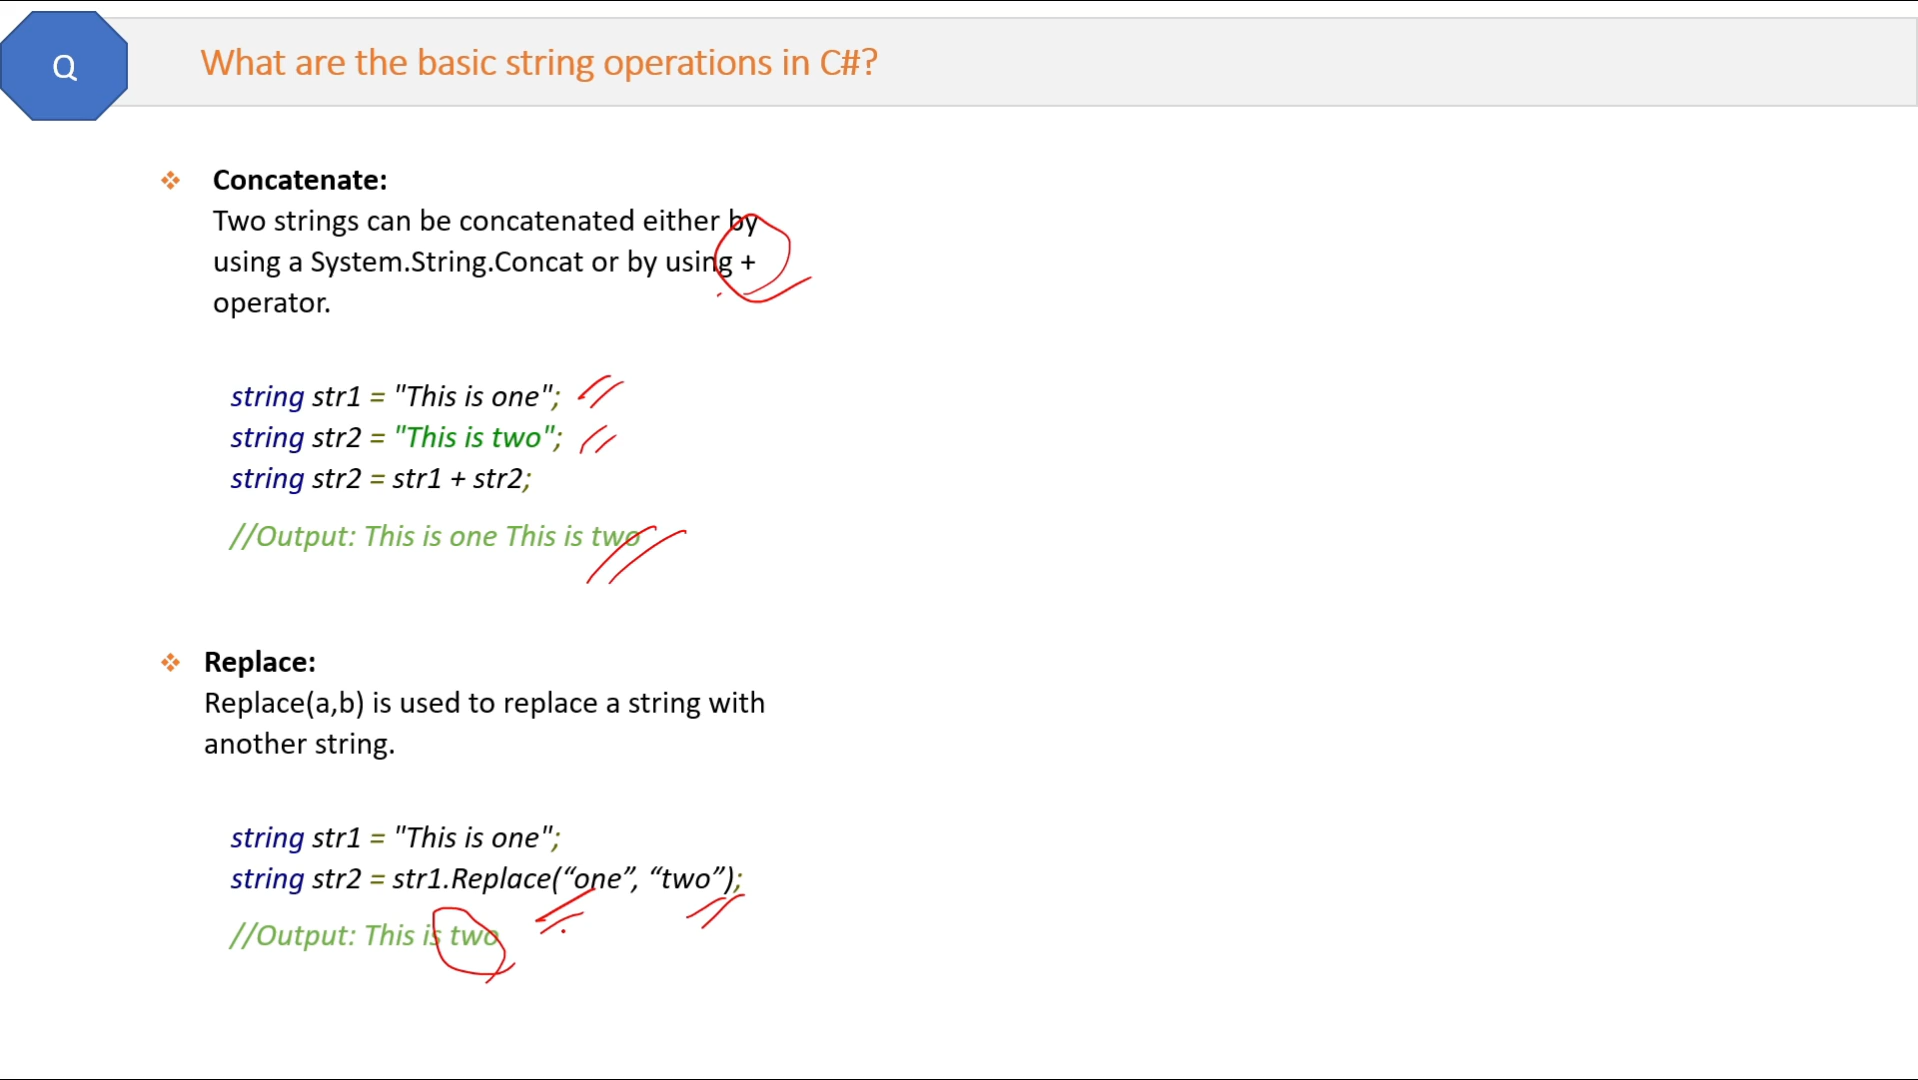 Q
What are the basic string operations in C#?
Concatenate:
Two strings can be concatenated either by
using a System.String.Concat or by using +
operator.
string str1 = "This is one";
string str2 = "This is two";
string str2 = str1 + str2;
//Output: This is one This is two
Replace:
Replace(a,b) is used to replace a string with
another string.
string str1 = "This is one";
string str2 = str1.Replace(“one”, “two”);
//Output: This is two